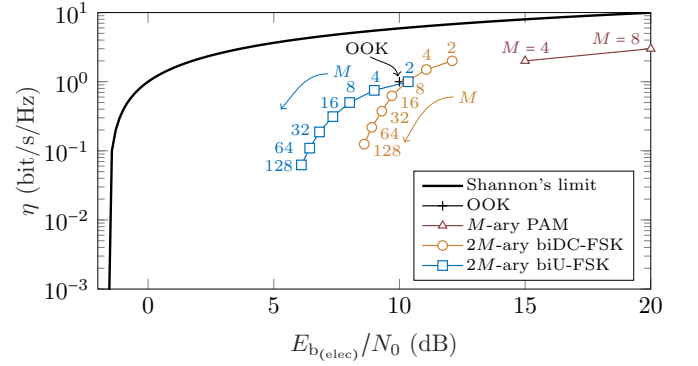 10^1
10^0
10^-1
10^-2
10^-3
η (bit/s/Hz)
0
5
10
15
20
E_b(elec)/N_0 (dB)
OOK
M
2
4
8
16
32
64
128
2
4
8
16
32
64
128
M
M = 4
M = 8
Shannon's limit
OOK
M-ary PAM
2M-ary biDC-FSK
2M-ary biU-FSK